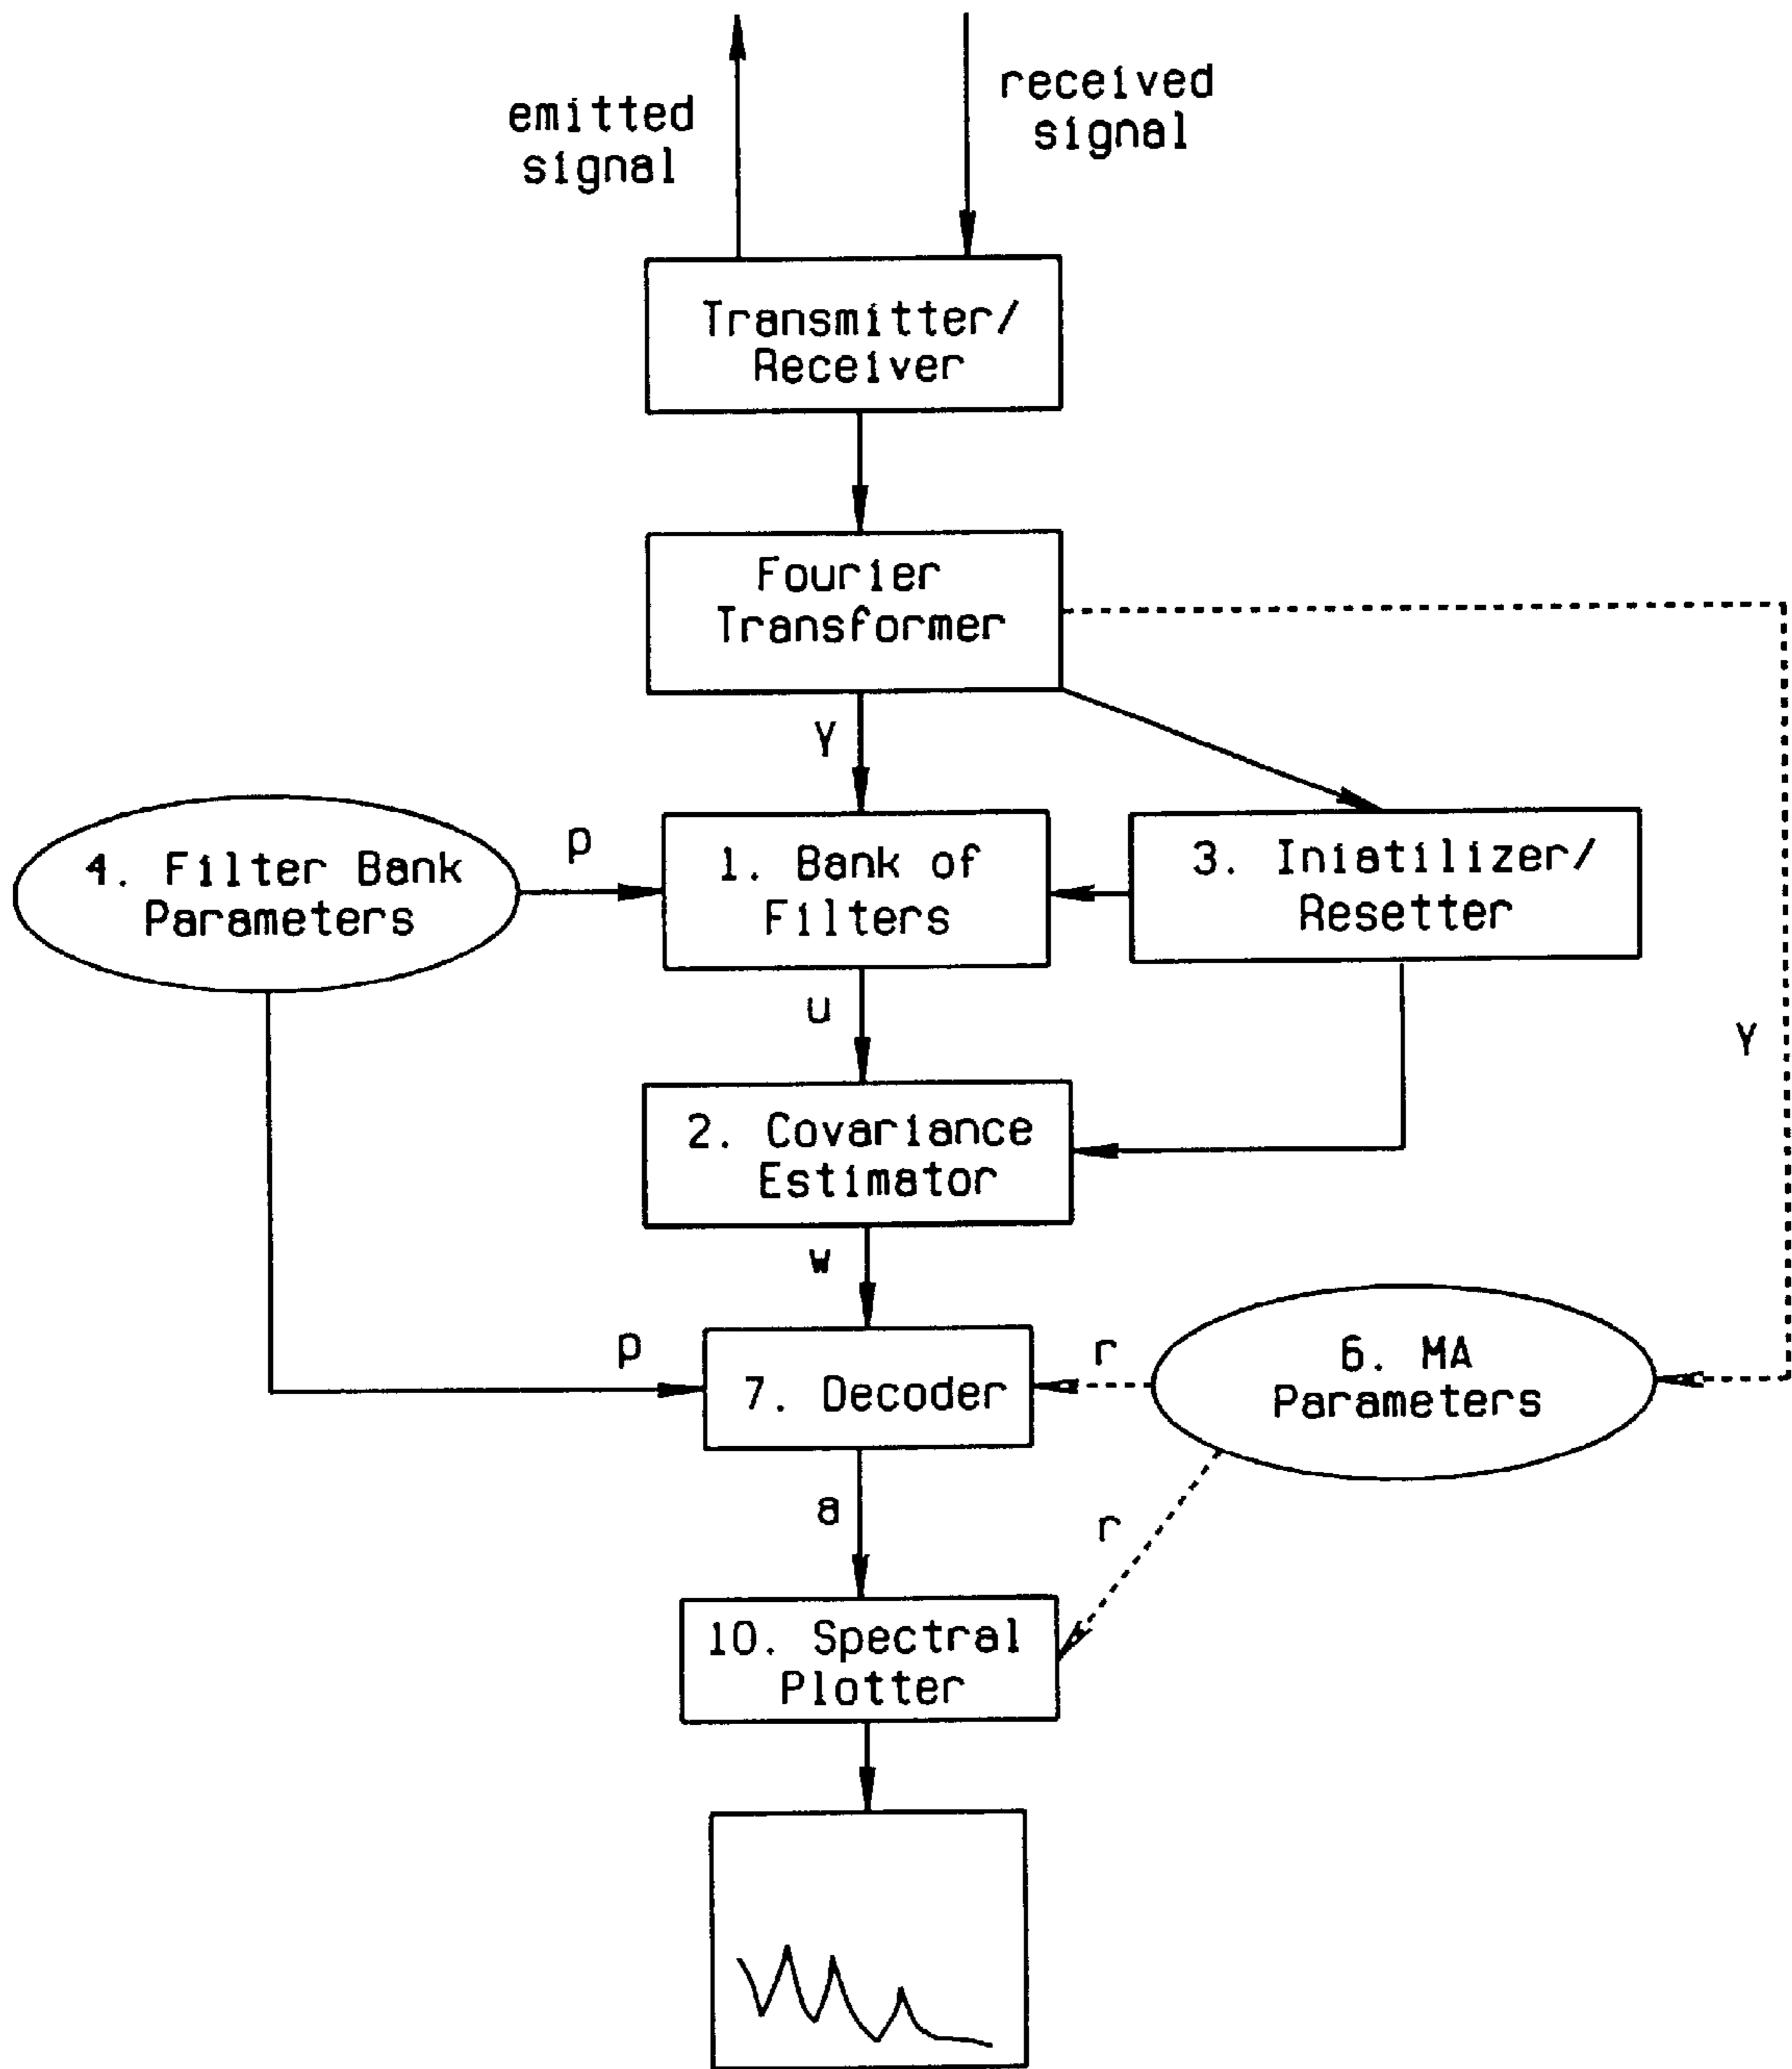 emitted
signal
received
signal
Transmitter/
Receiver
Fourier
Transformer
Y
4. Filter Bank
Parameters
p
1. Bank of
Filters
3. Iniatilizer/
Resetter
u
Y
2. Covariance
Estimator
w
p
7. Decoder
r
6. MA
Parameters
a
r
10. Spectral
Plotter